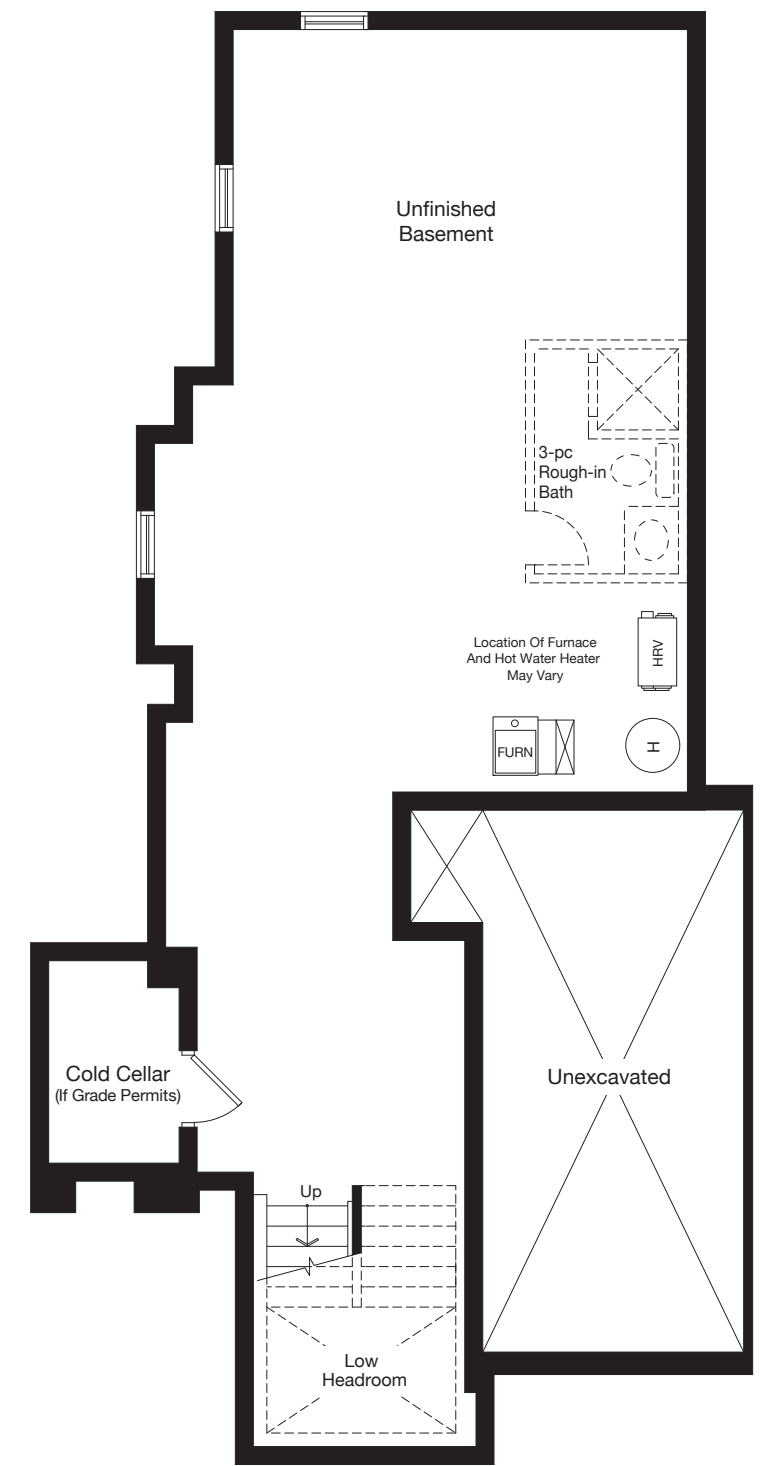 Unfinished
Basement
3-pc
Rough-in
Bath
Location Of Furnace
And Hot Water Heater
May Vary
HRV
FURN
H
Cold Cellar
(If Grade Permits)
Unexcavated
Up
Low
Headroom